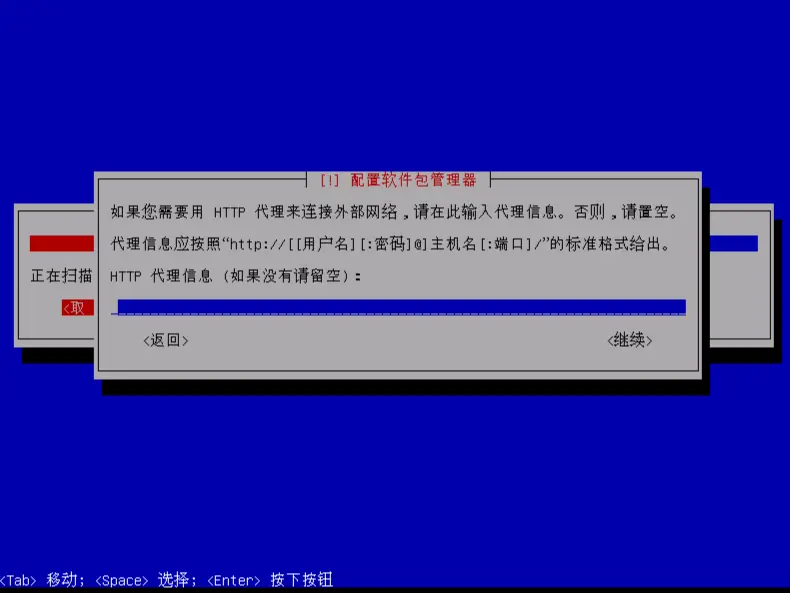 [!] 配置软件包管理器
如果您需要用 HTTP 代理来连接外部网络,请在此输入代理信息。否则,请置空。
代理信息应按照“http://[[用户名][:密码]@]主机名[:端口]/”的标准格式给出。
正在扫描
HTTP 代理信息 (如果没有请留空):
<取
<返回>
<继续>
<Tab> 移动; <Space> 选择; <Enter> 按下按钮